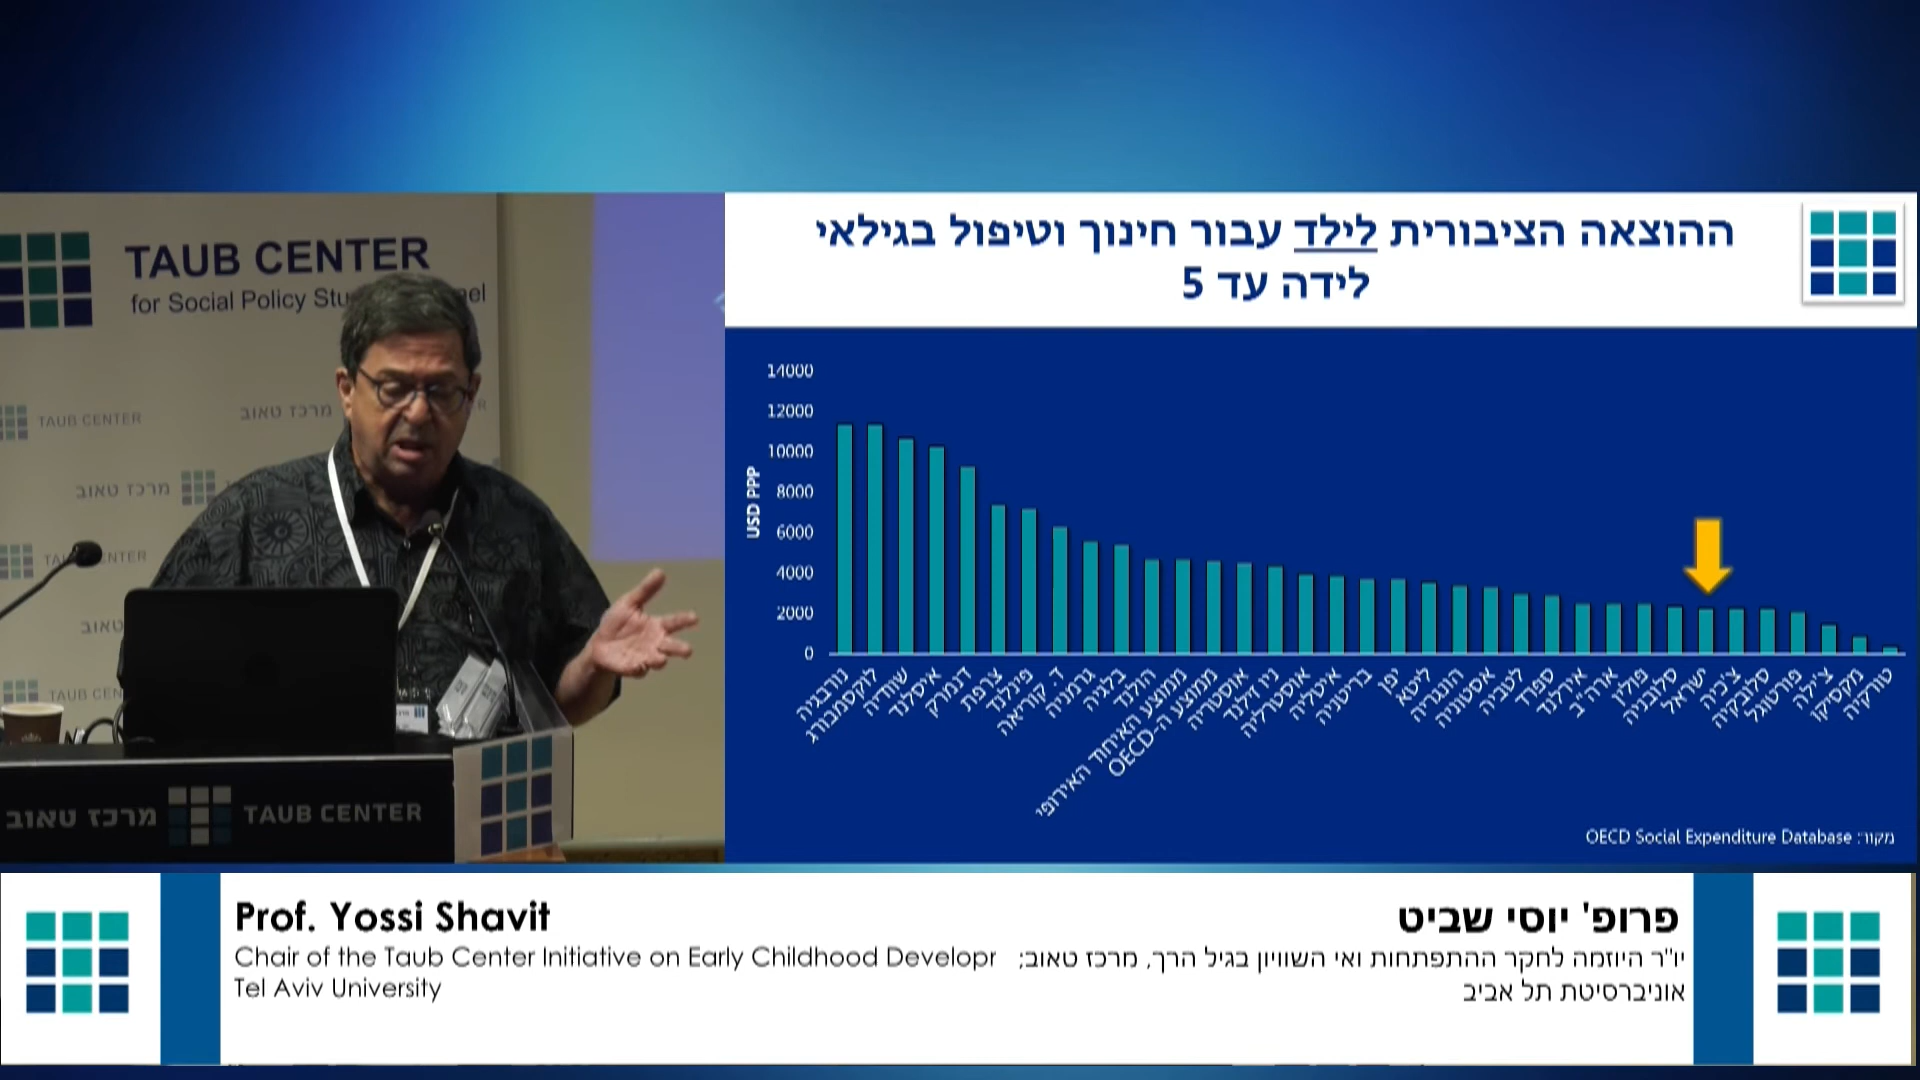 TAUB CENTER
for Social Policy
TAUB CENTER
מרכז טאוב
מרכז טאוב
TAUB CENTER
מרכז טאוב
TAUB CENTER
ההוצאה הציבורית לילד עבור חינוך וטיפול בגילאי
לידה עד 5
USD PPP
14000
12000
10000
8000
6000
4000
2000
0
נורבגיה
לוקסמבורג
שוודיה
איסלנד
דנמרק
צרפת
פינלנד
ד. קוריאה
גרמניה
בלגיה
הולנד
ממוצע האיחוד האירופי
ממוצע ה-OECD
אוסטריה
ניו זילנד
אוסטרליה
איטליה
בריטניה
יפן
ליטא
הונגריה
אסטוניה
לטביה
ספרד
אירלנד
ארה"ב
פולין
סלובניה
ישראל
צ'כיה
סלובקיה
פורטוגל
צ'ילה
מקסיקו
טורקיה
מקור: OECD Social Expenditure Database
Prof. Yossi Shavit
Chair of the Taub Center Initiative on Early Childhood Developr
Tel Aviv University
פרופ' יוסי שביט
יו"ר היוזמה לחקר ההתפתחות ואי השוויון בגיל הרך, מרכז טאוב;
אוניברסיטת תל אביב